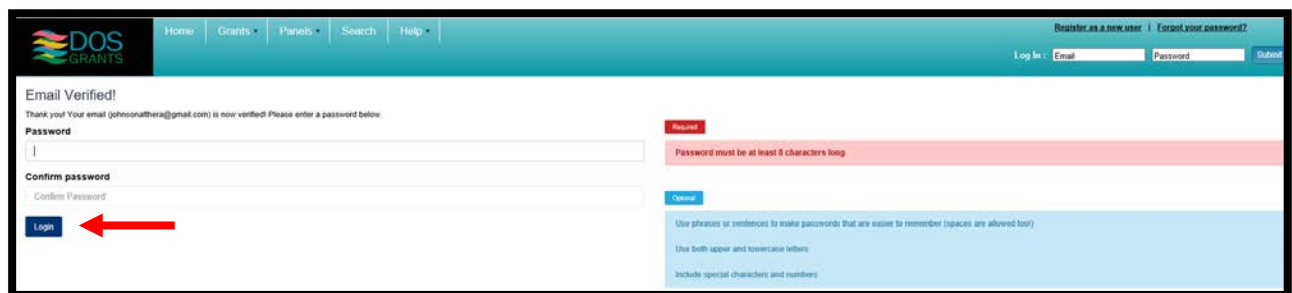 DOS
GRANTS
Home Grants Panels Search Help
Register as a new user | Forgot your password?
Log In : Email Password Submit
Email Verified!
Thank you! Your email (johnsonalthera@gmail.com) is now verified! Please enter a password below.
Password
Required
Password must be at least 8 characters long
Confirm password
Confirm Password
Optional
Login
Use phrases or sentences to make passwords that are easier to remember (spaces are allowed too!)
Use both upper and lowercase letters
Include special characters and numbers